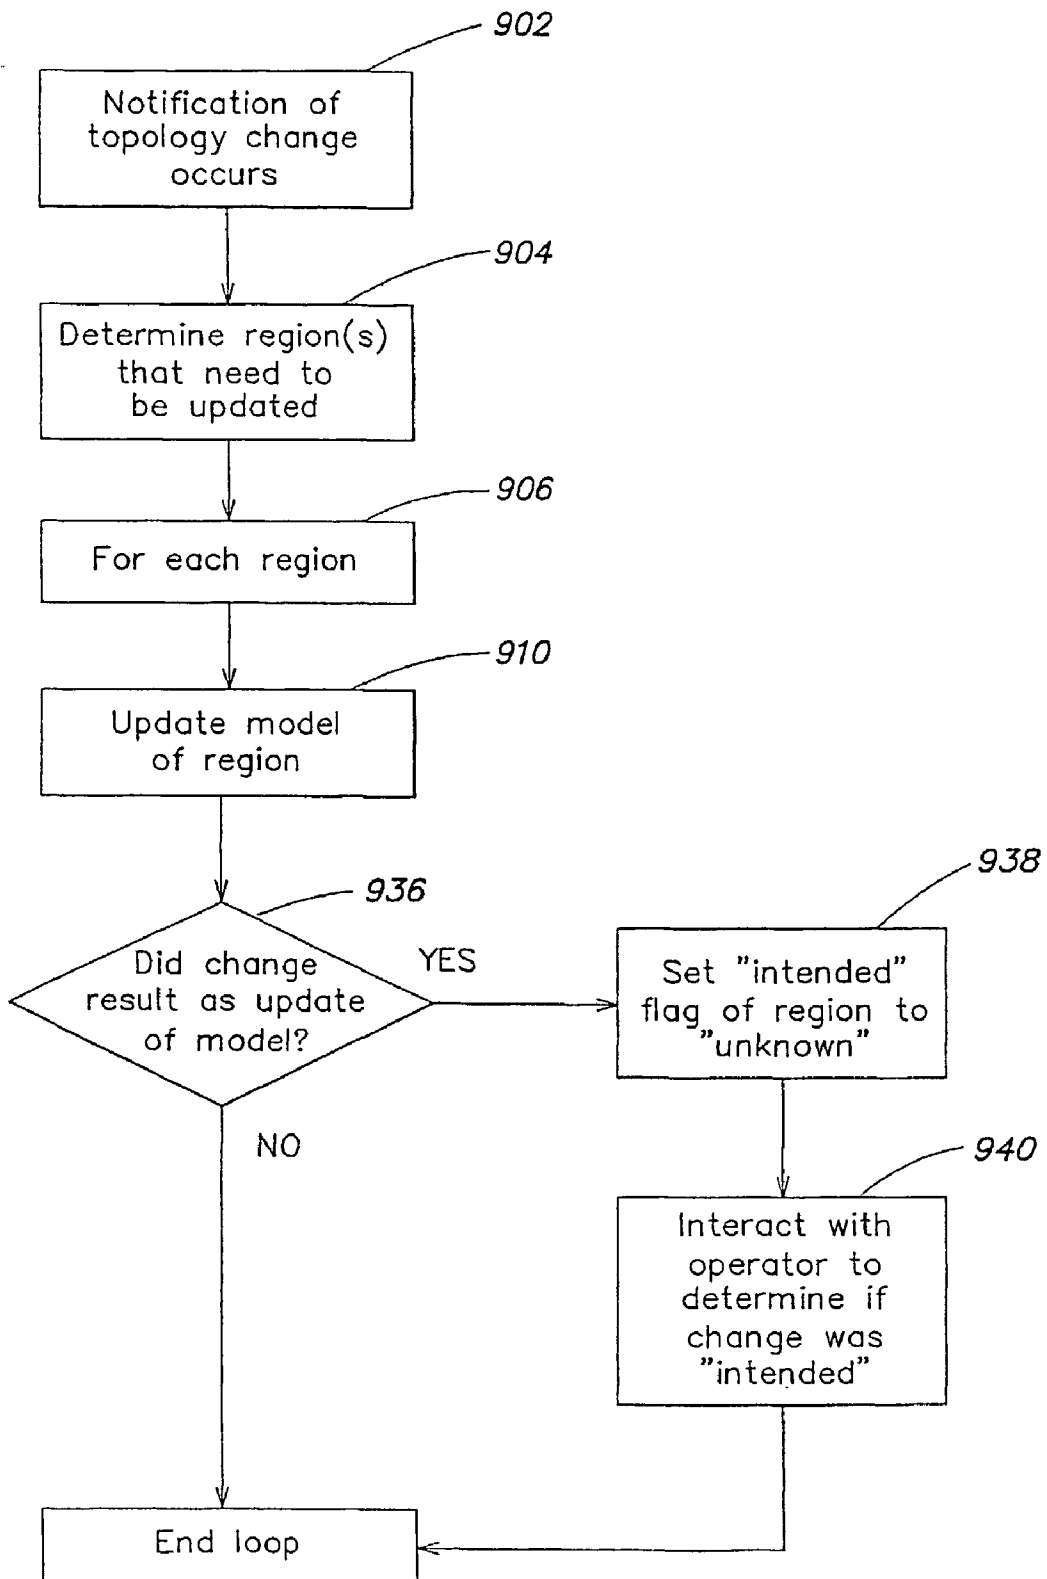 902
Notification of
topology change
occurs
904
Determine region(s)
that need to
be updated
906
For each region
910
Update model
of region
936
Did change
result as update
of model?
YES
NO
938
Set "intended"
flag of region to
"unknown"
940
Interact with
operator to
determine if
change was
"intended"
End loop